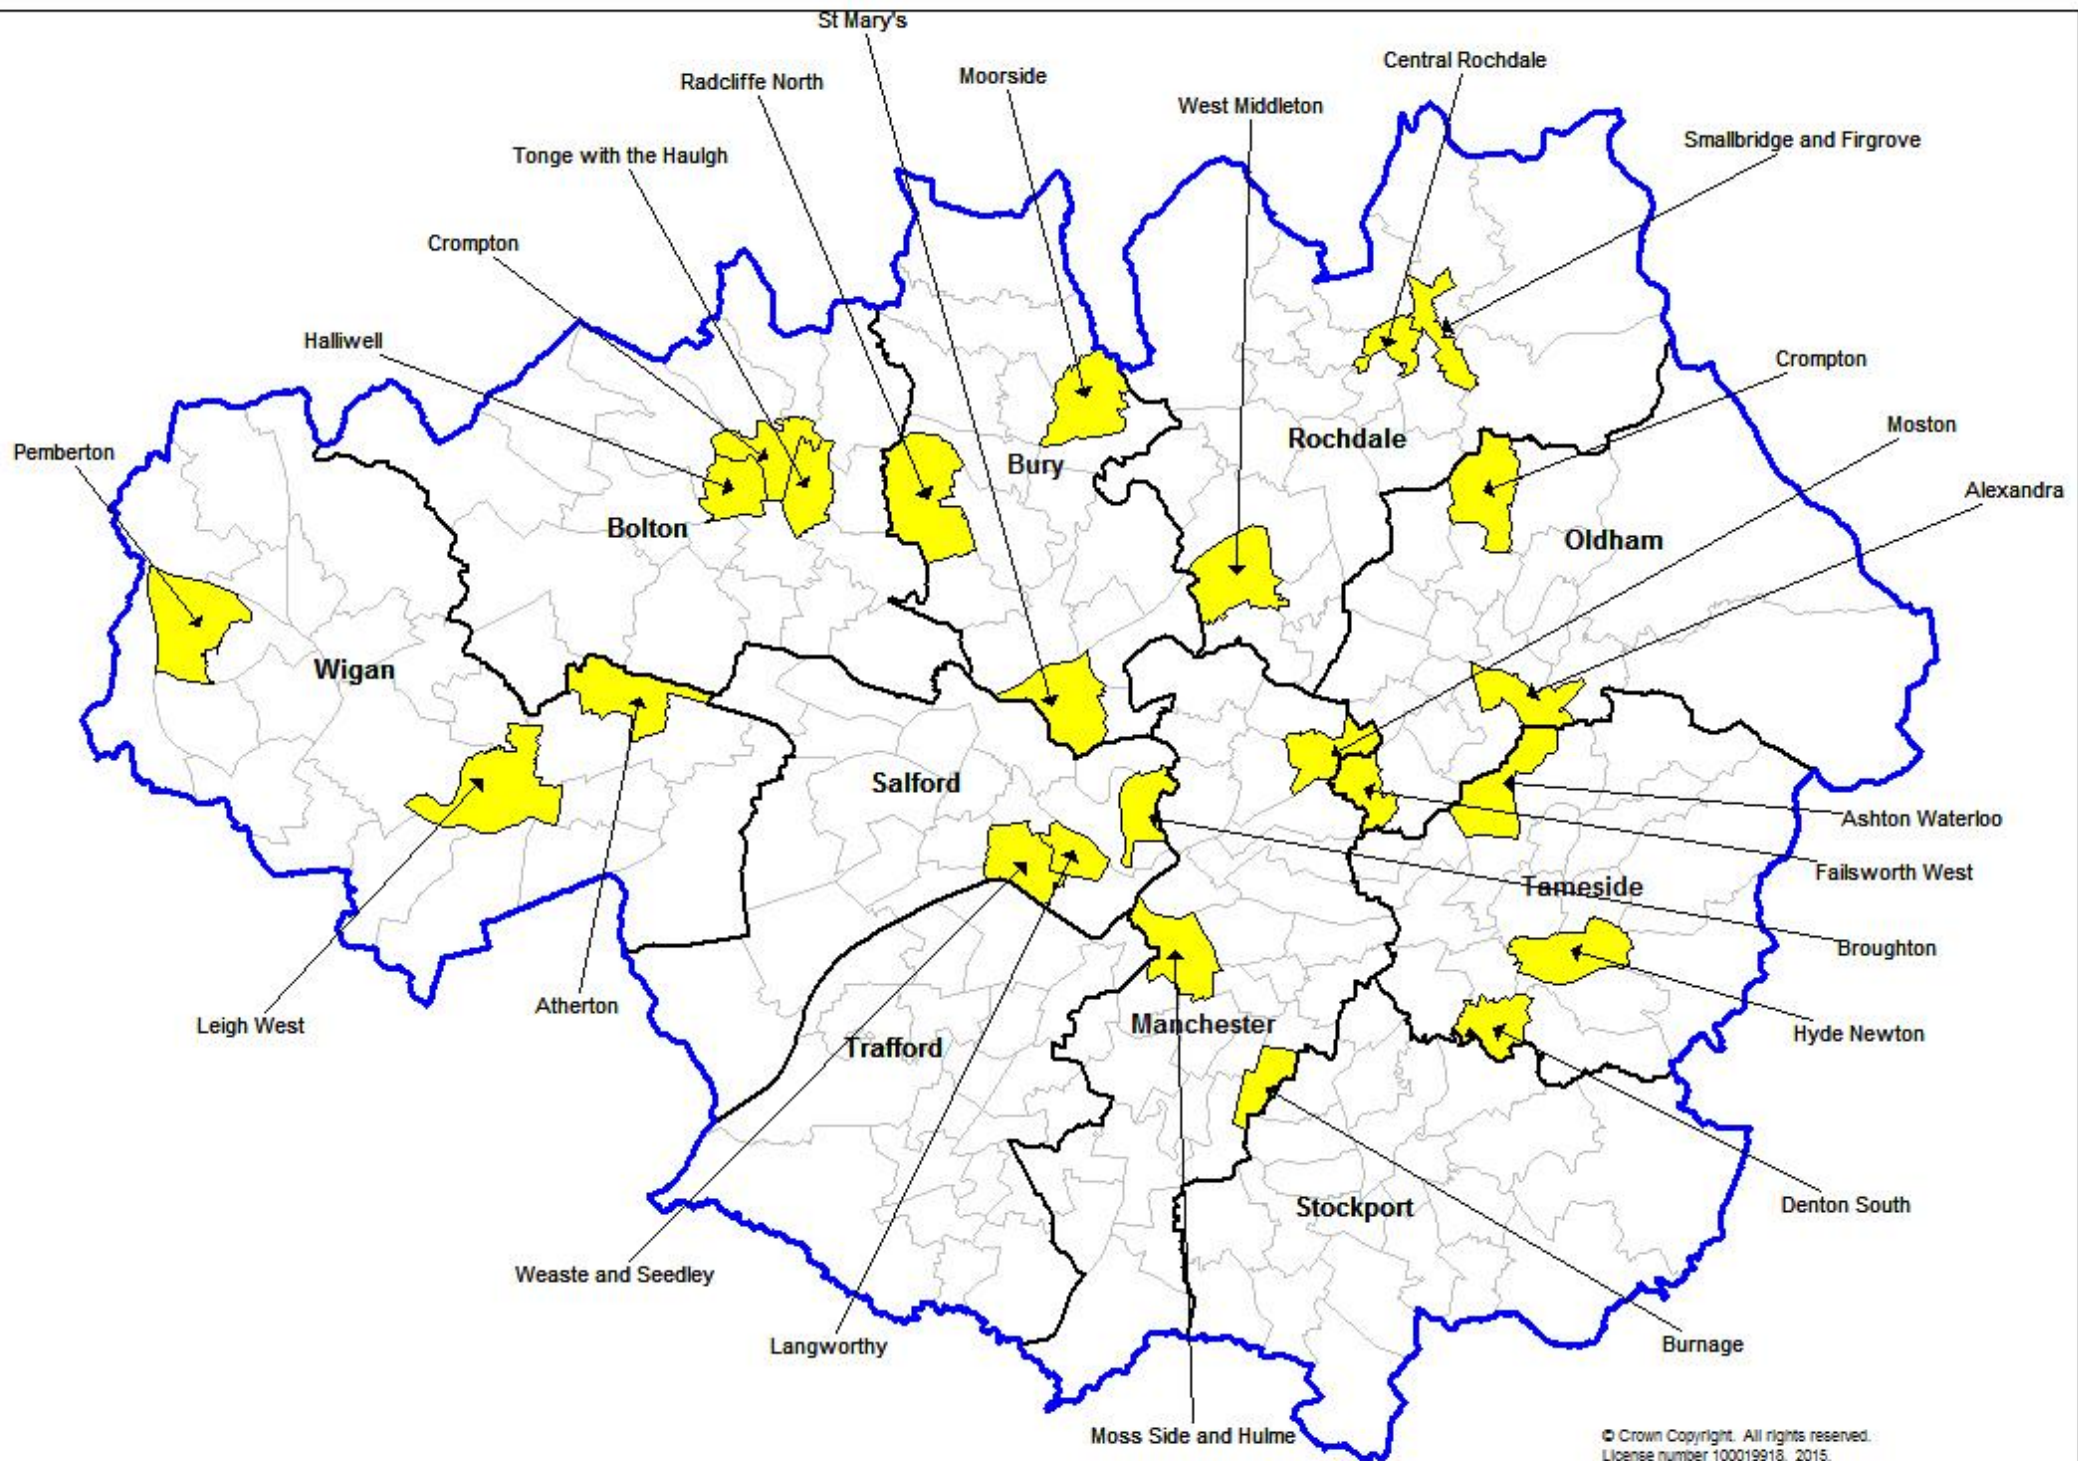 St Mary's
Central Rochdale
Radcliffe North
Moorside
West Middleton
Smallbridge and Firgrove
Tonge with the Haulgh
Crompton
Halliwell
Crompton
Moston
Rochdale
Pemberton
Bury
Alexandra
Bolton
Oldham
Wigan
Salford
Ashton Waterloo
Failsworth West
Tameside
Broughton
Atherton
Leigh West
Manchester
Hyde Newton
Trafford
Denton South
Stockport
Weaste and Seedley
Langworthy
Burnage
Moss Side and Hulme
© Crown Copyright. All rights reserved.
License number 100019918. 2015.